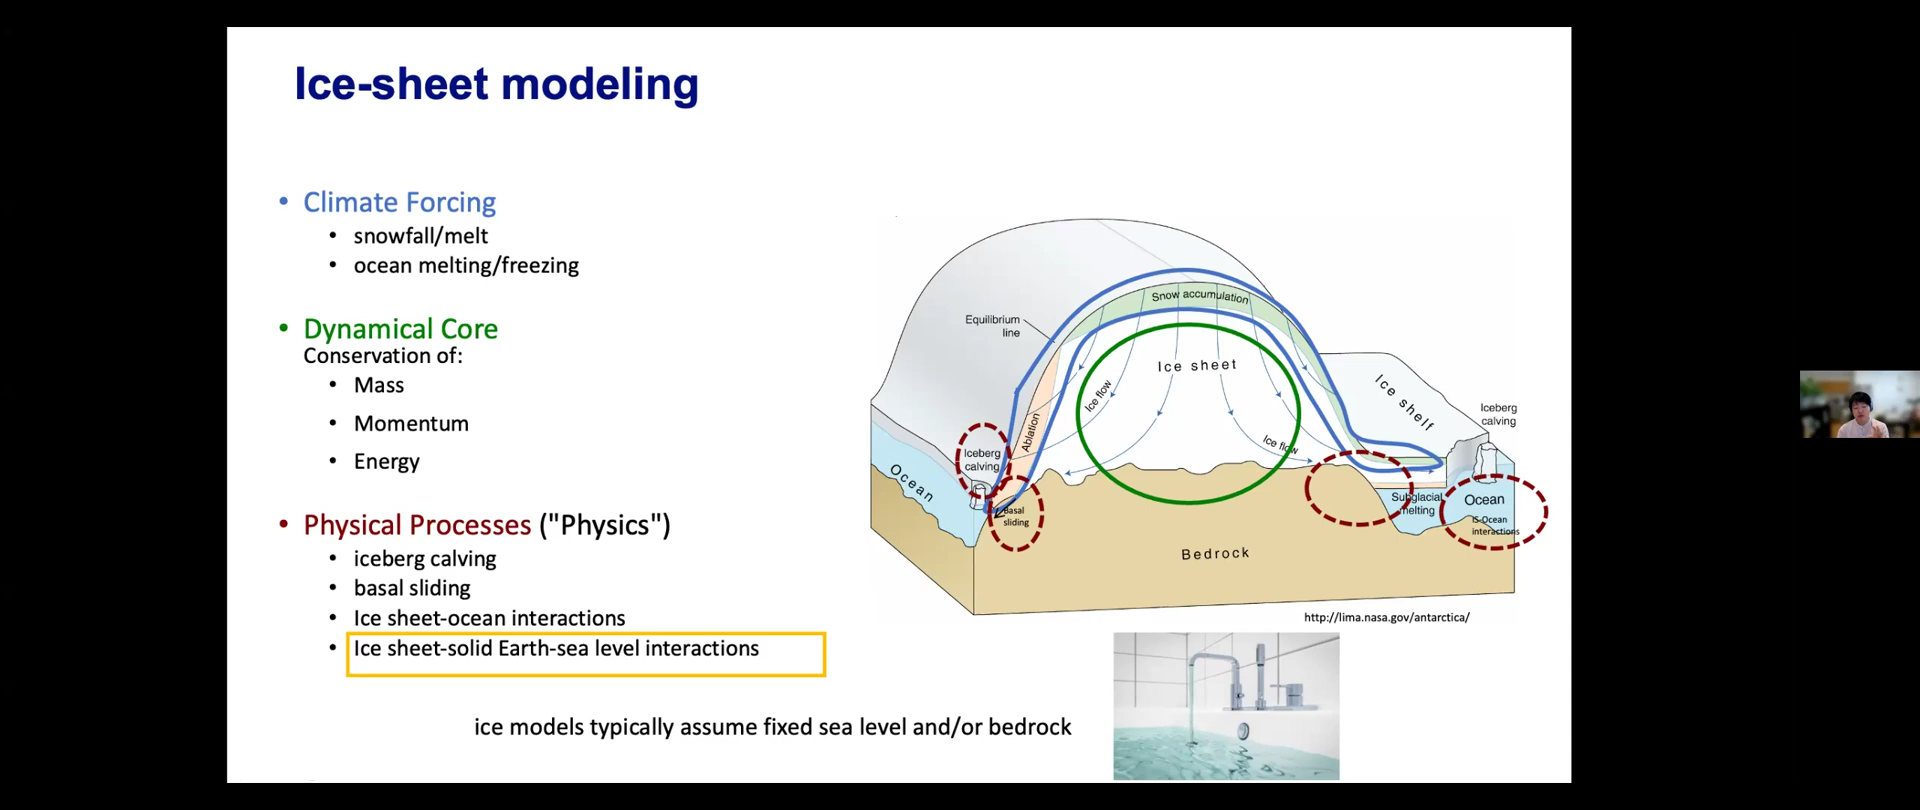 Ice-sheet modeling
• Climate Forcing
• snowfall/melt
• ocean melting/freezing
• Dynamical Core
Conservation of:
• Mass
• Momentum
• Energy
• Physical Processes ("Physics")
• iceberg calving
• basal sliding
• Ice sheet-ocean interactions
• Ice sheet-solid Earth-sea level interactions
ice models typically assume fixed sea level and/or bedrock
Snow accumulation
Equilibrium
line
Ice sheet
Ice flow
Ablation
Ice flow
Ice shelf
Iceberg
calving
Iceberg
calving
Ocean
Basal
sliding
Subglacial
melting
Ocean
IS-Ocean
interactions
Bedrock
http://lima.nasa.gov/antarctica/